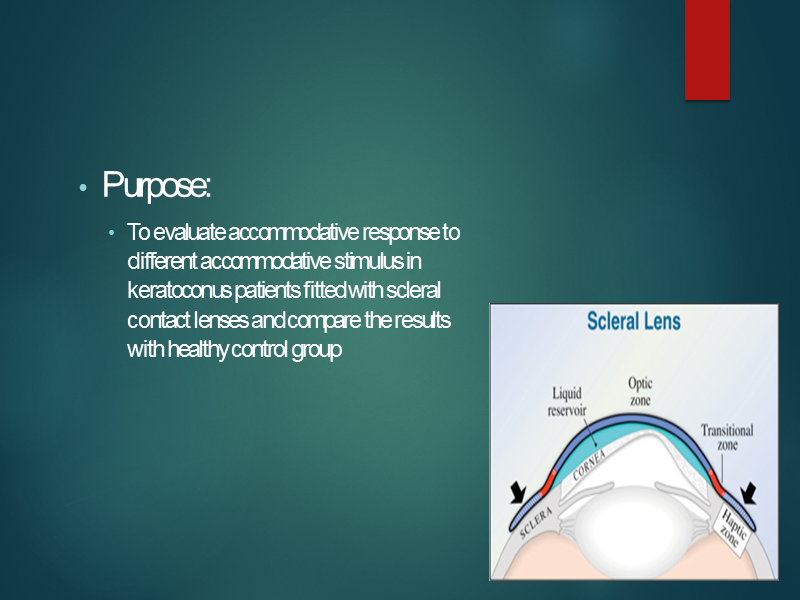 Purpose:
To evaluate accommodative response to
different accommodative stimulus in
keratoconus patients fitted with scleral
contact lenses and compare the results
with healthy control group
Scleral Lens
Optic
zone
Liquid
reservoir
Transitional
zone
CORNEA
SCLERA
Haptic
zone